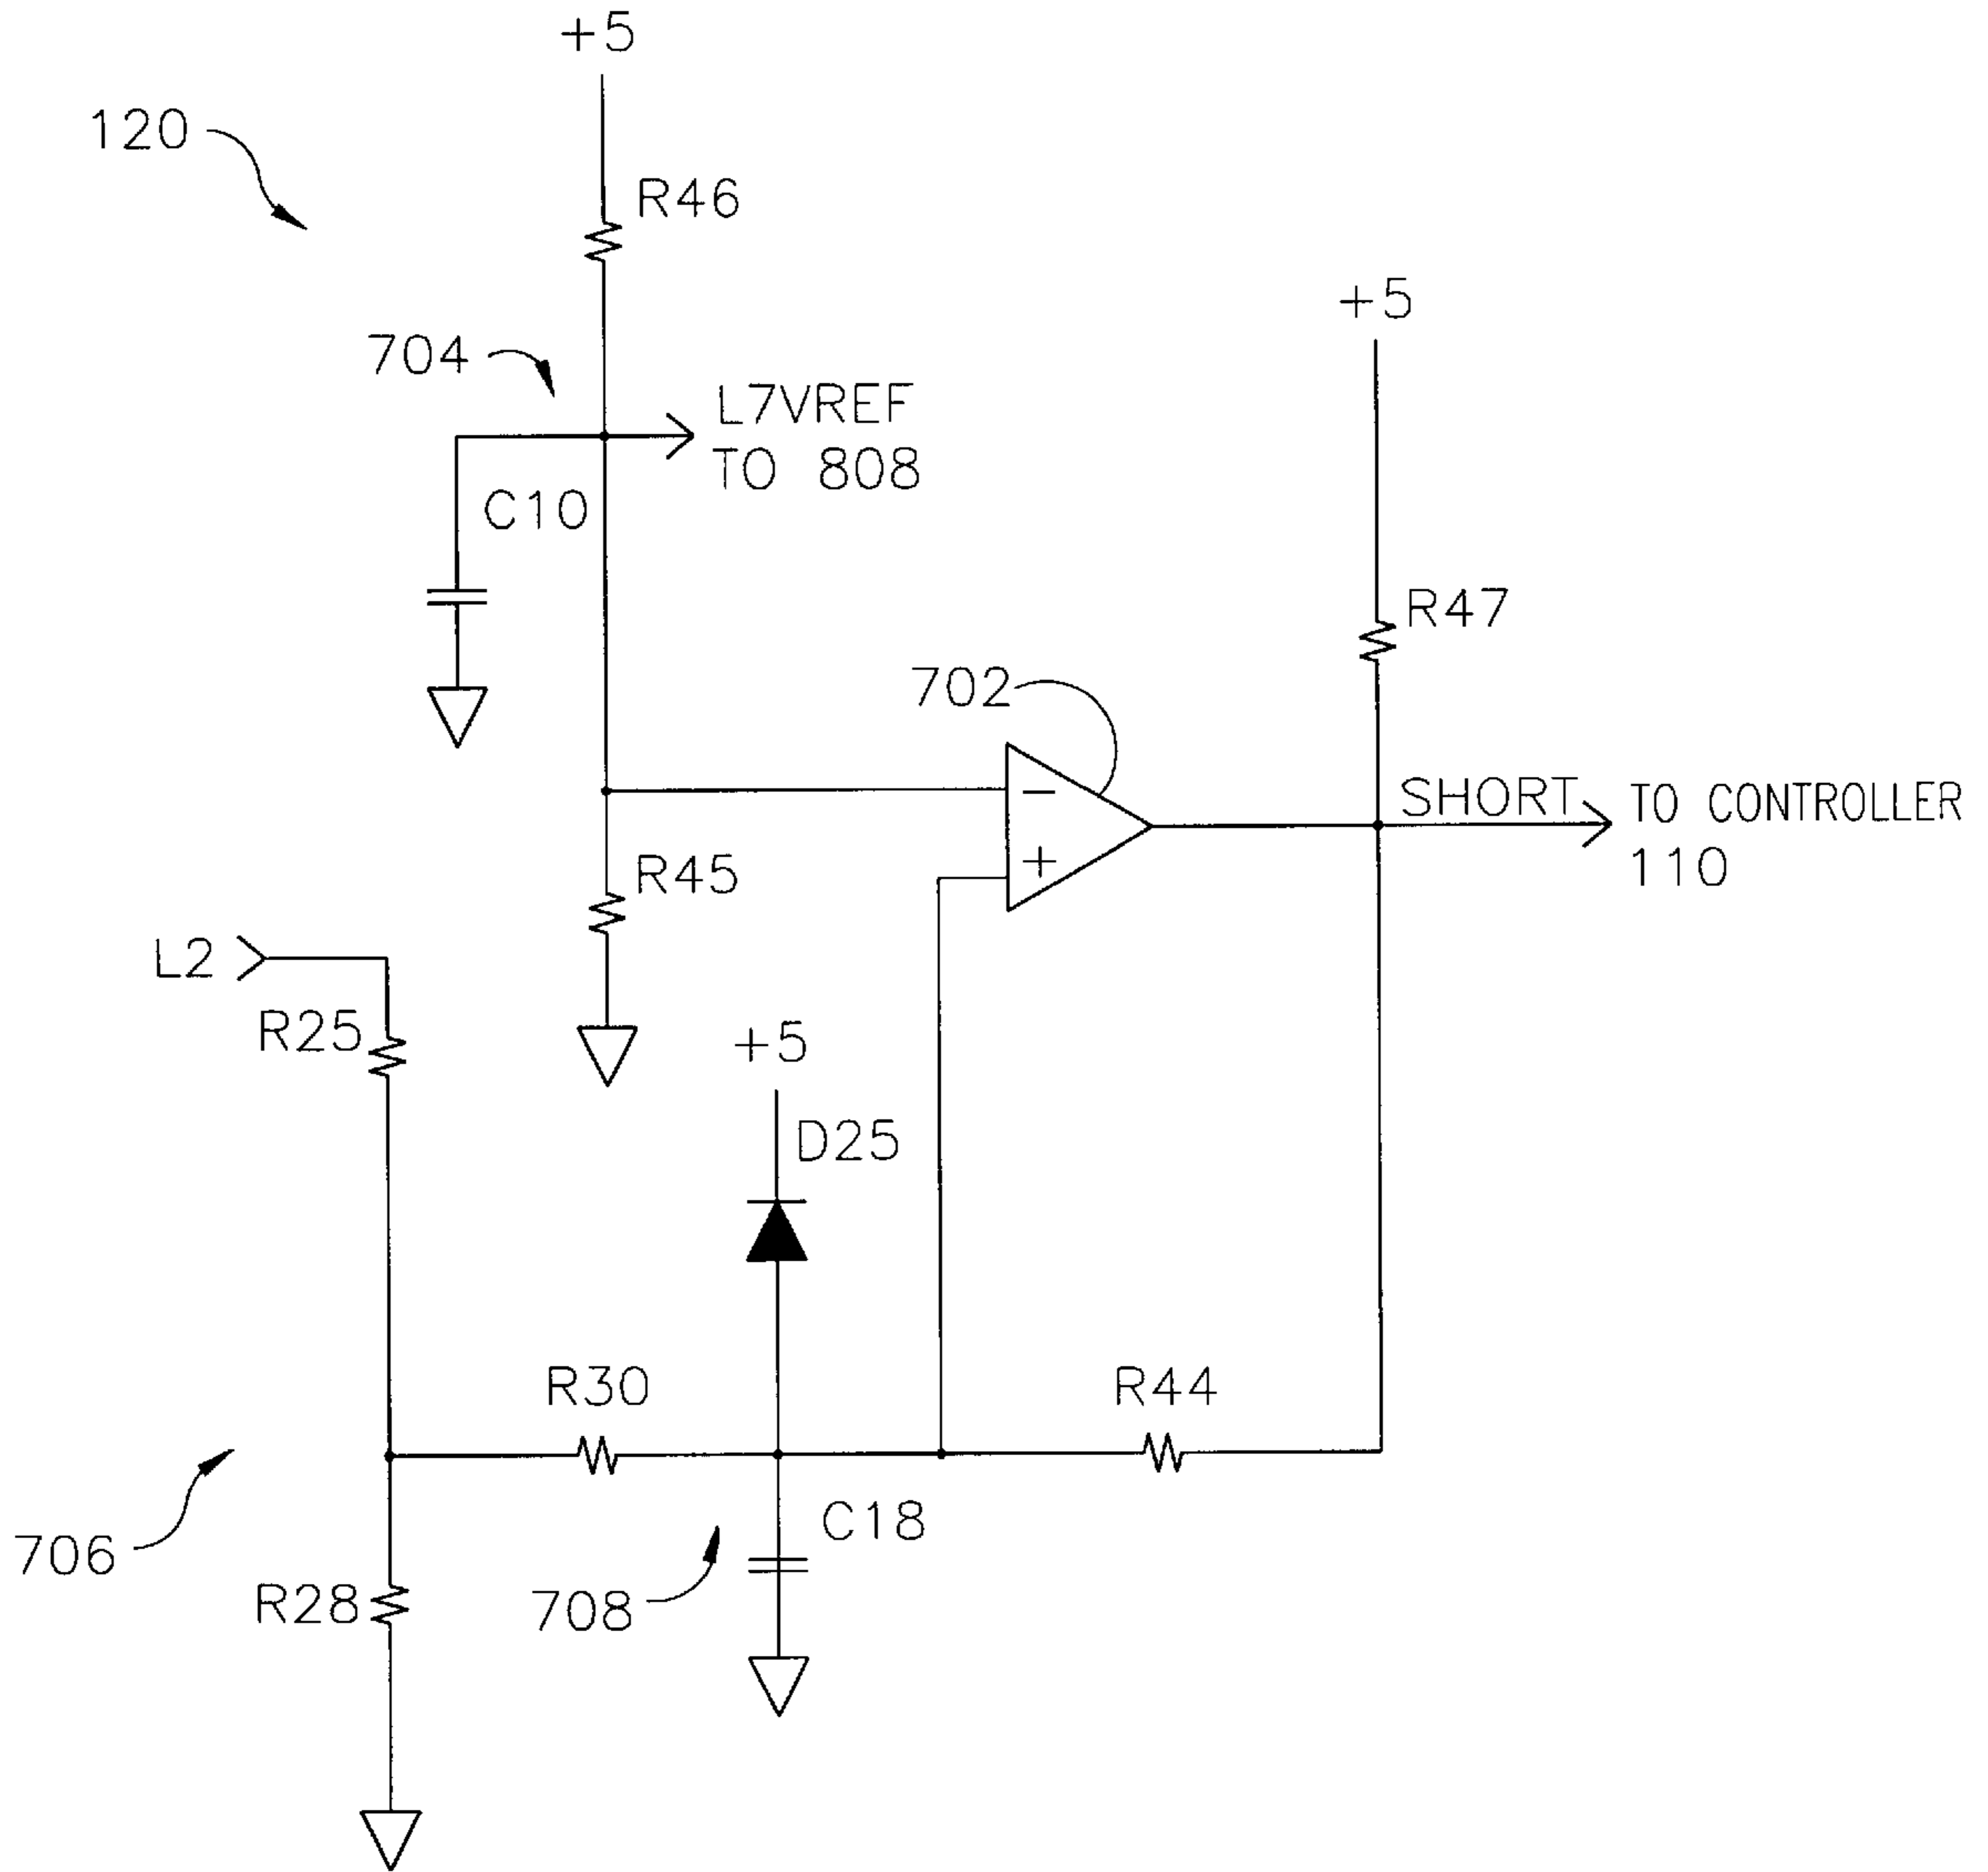 +5
120
R46
+5
704
L7VREF
TO 808
C10
R47
702
- 
SHORT
TO CONTROLLER
110
+
R45
L2
R25
+5
D25
R30
R44
C18
706
R28
708